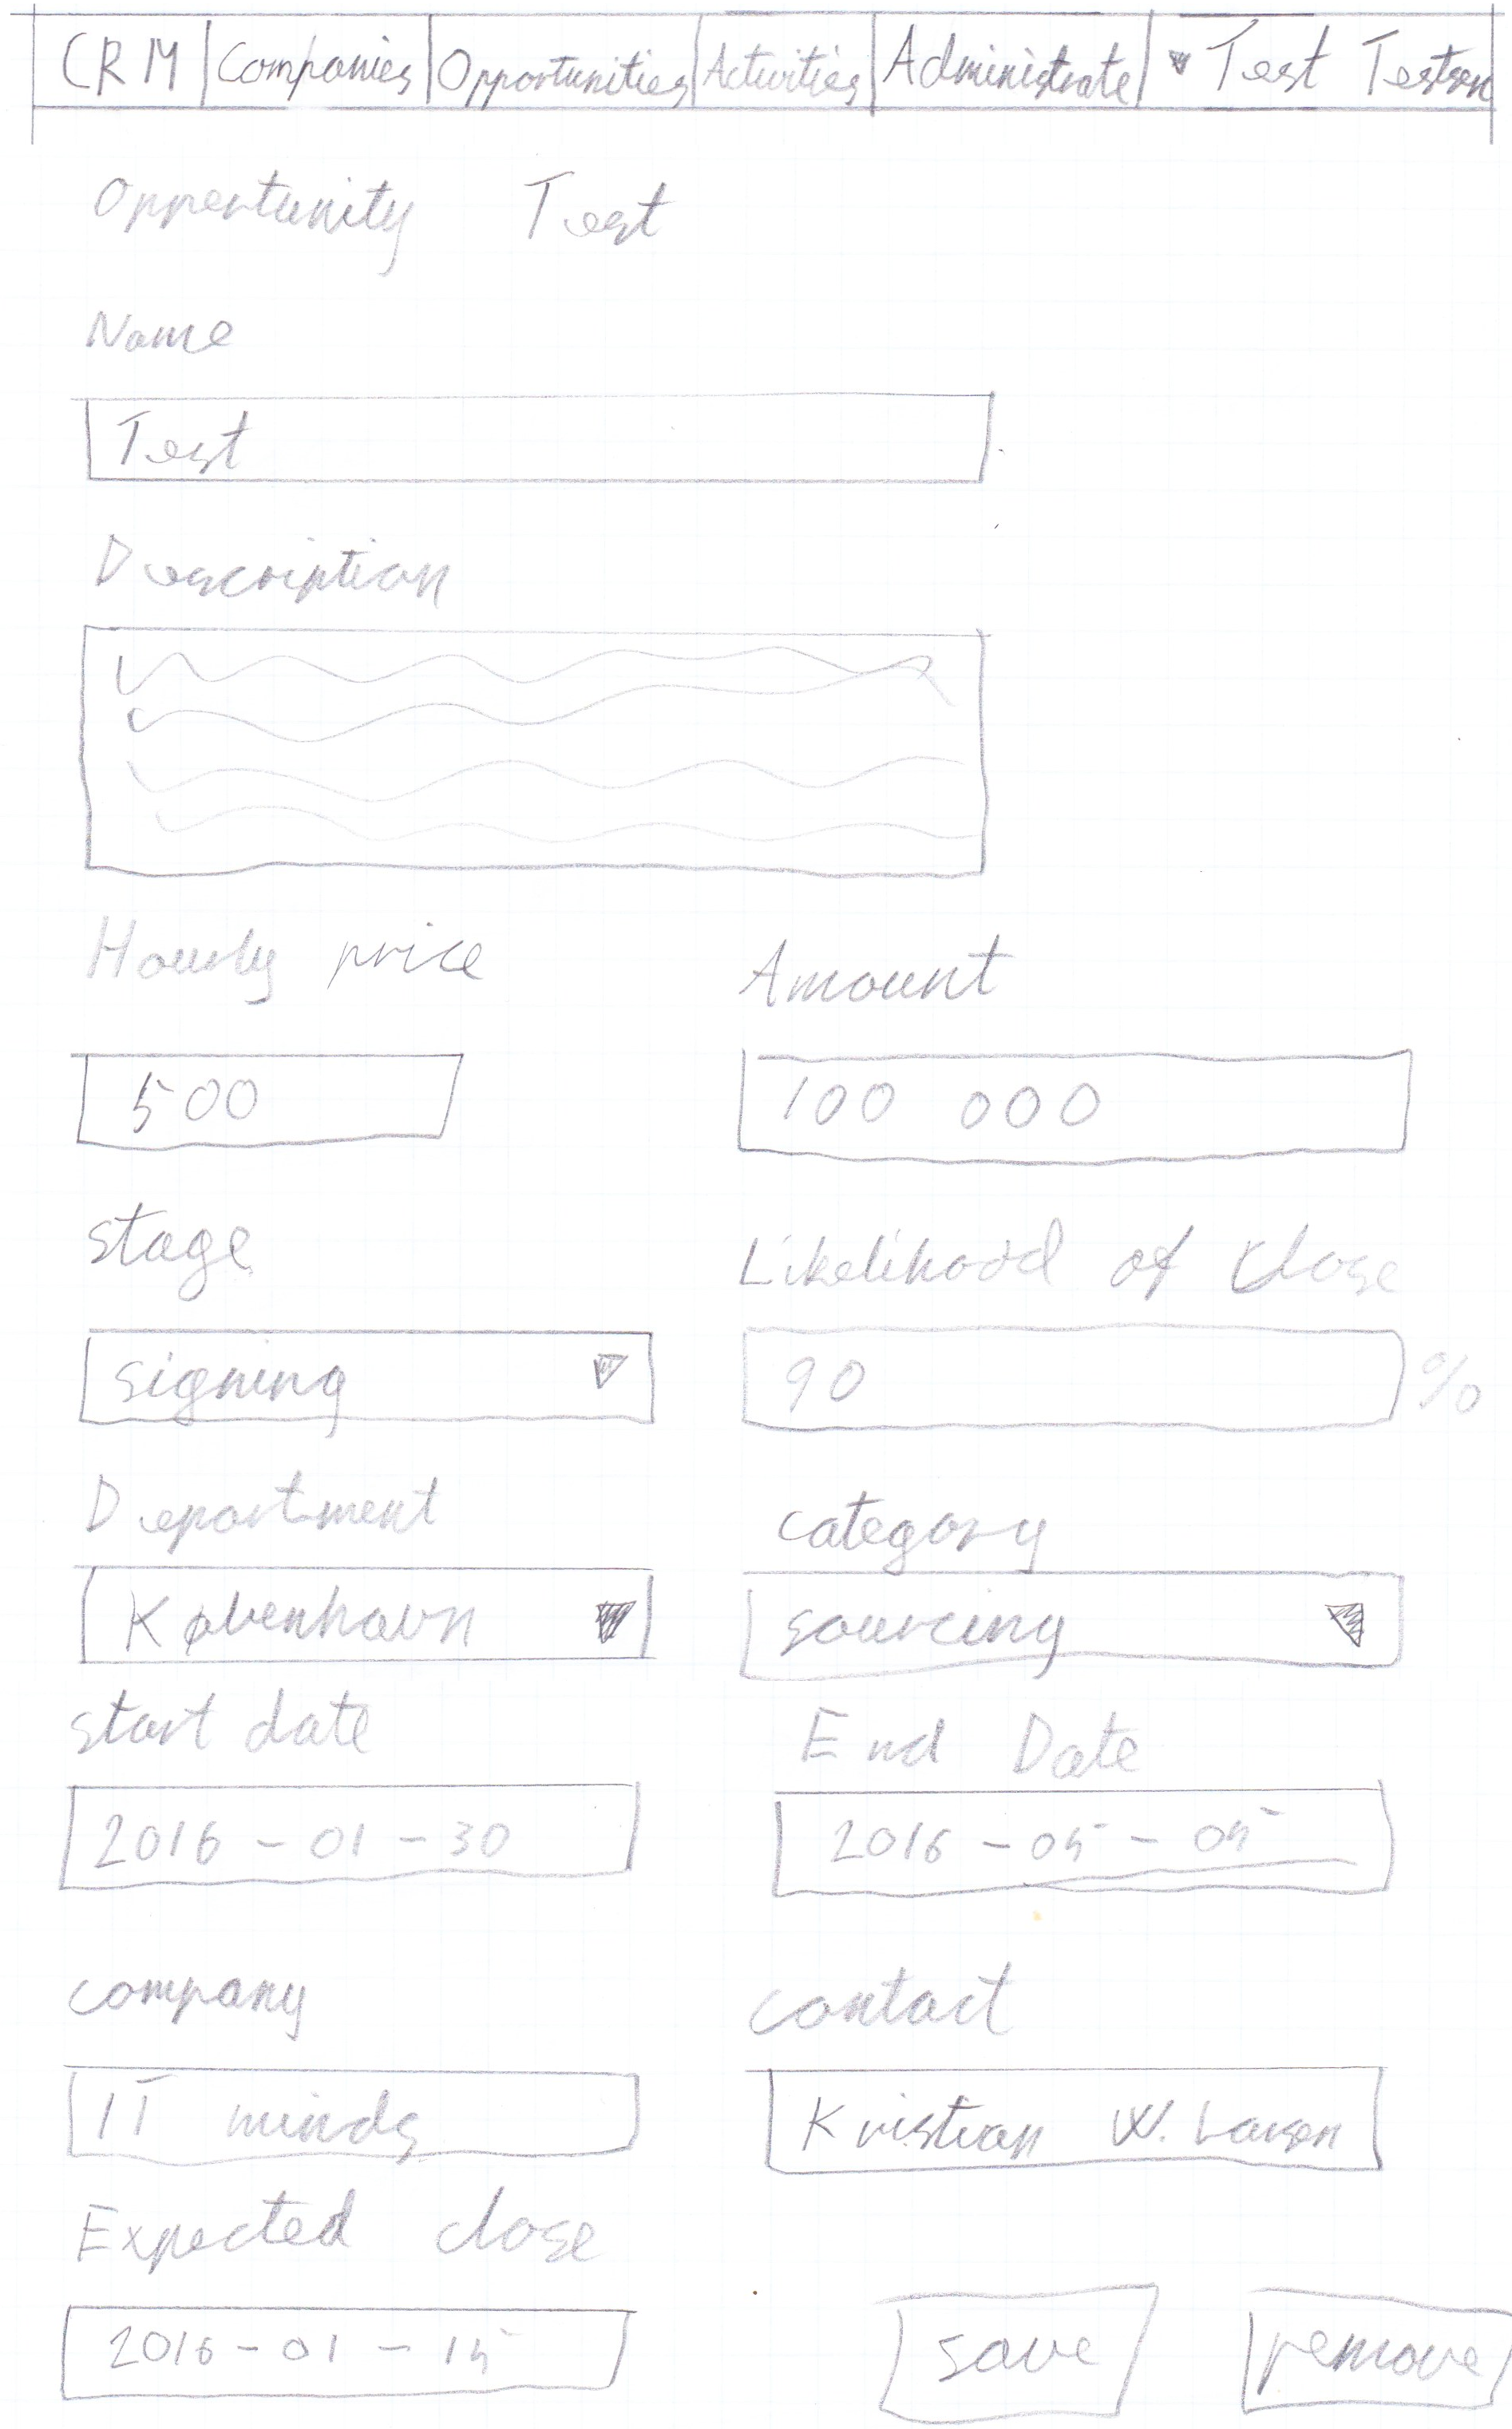 CRM Companies Opportunities Activities Administrate Test Testsen
Opportunity Test
Name
Test
Description
Hourly price Amount
500 100 000
stage Likelihood of close
signing 90 %
Department category
København sourcing
start date End Date
2016-01-30 2016-05-05
company contact
IT minds Kristian W. Larsen
Expected close
2016-01-15 save remove